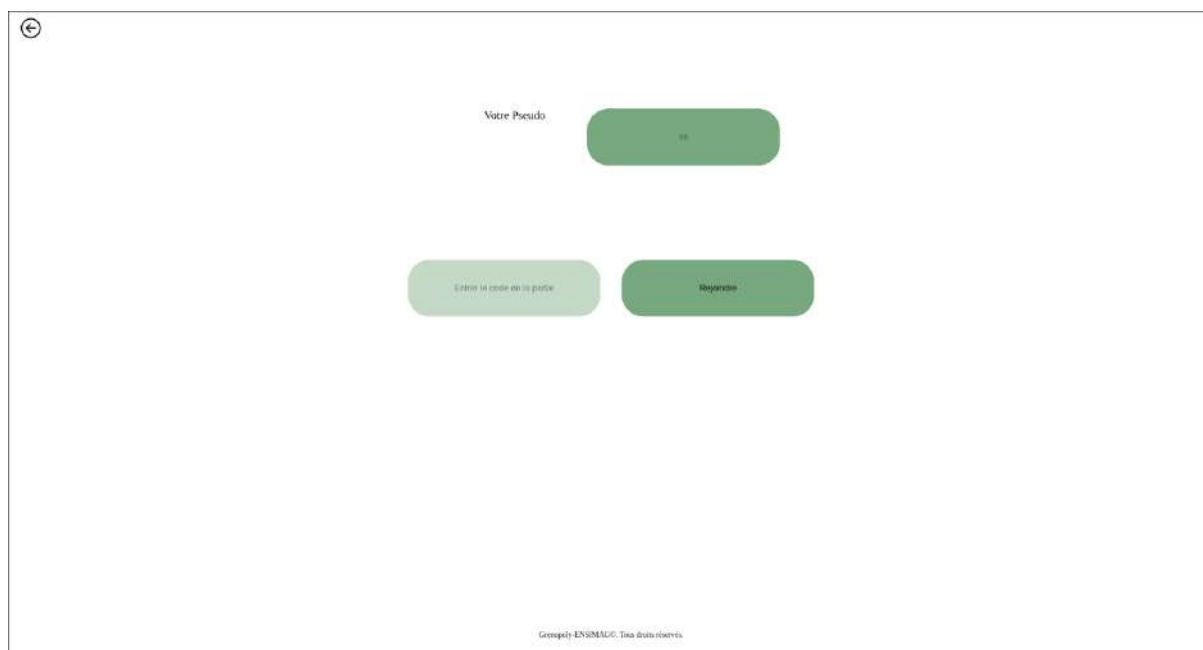 Votre Pseudo
Entrer le code de la partie
Rejoindre
Grenopoly-ENSIMAG©. Tous droits réservés.